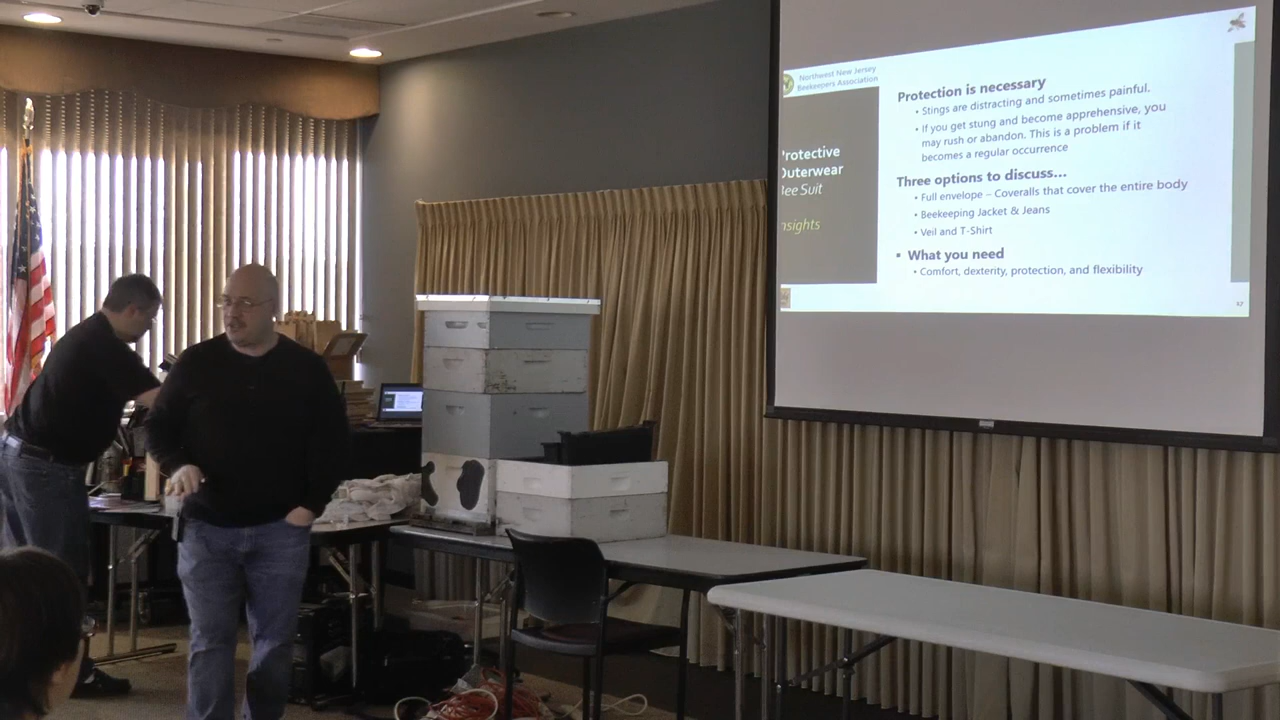 Northwest New Jersey
Beekeepers Association
Protection is necessary
• Stings are distracting and sometimes painful.
• If you get stung and become apprehensive, you
may rush or abandon. This is a problem if it
becomes a regular occurrence
Protective
Outerwear
Bee Suit
Insights
Three options to discuss...
• Full envelope – Coveralls that cover the entire body
• Beekeeping Jacket & Jeans
• Veil and T-Shirt
▪ What you need
• Comfort, dexterity, protection, and flexibility